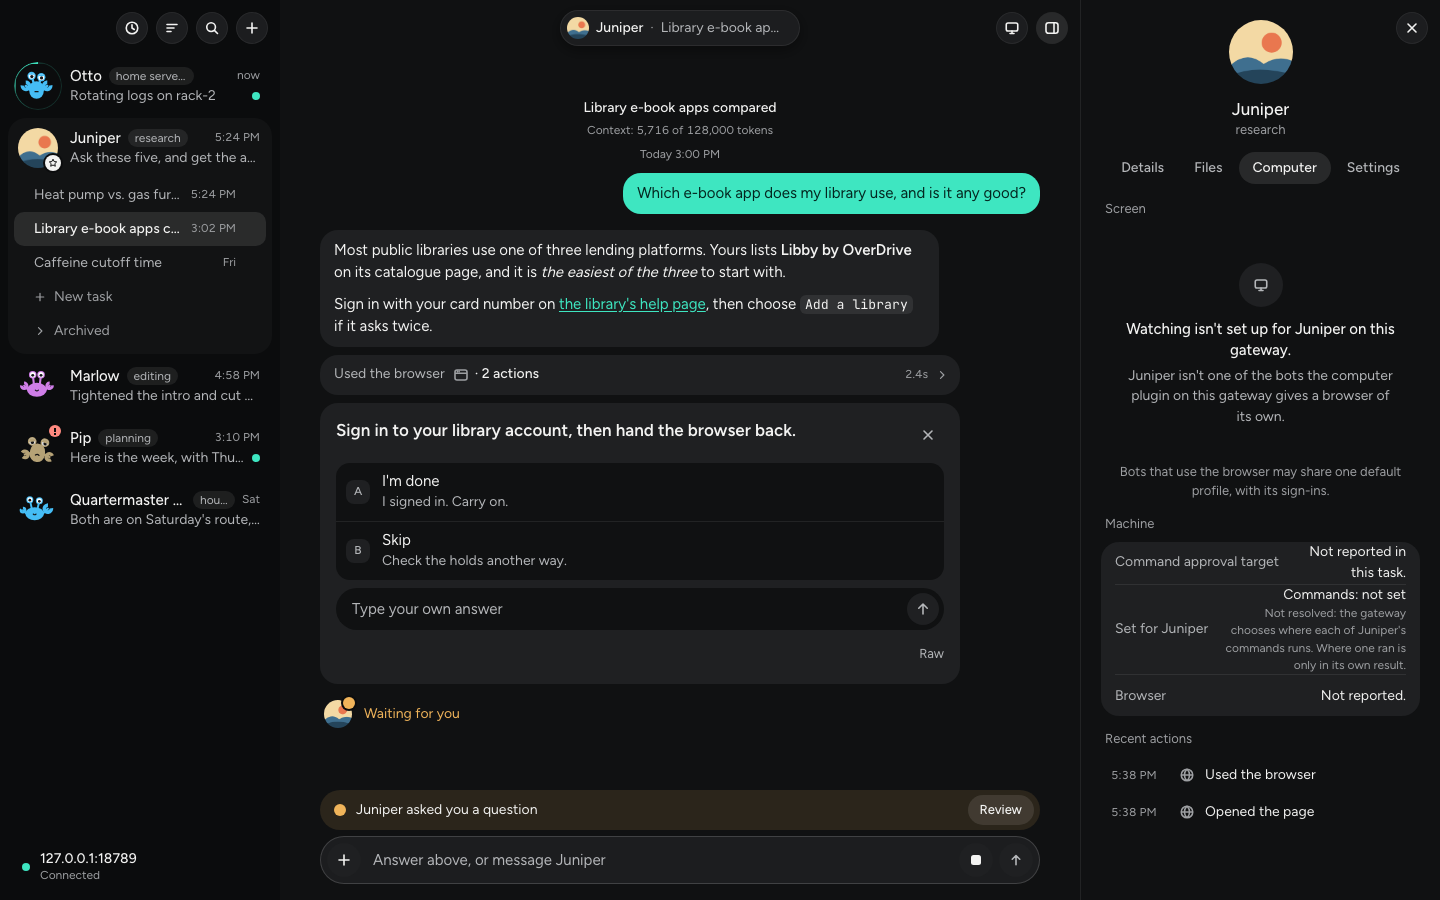 Otto home serve... now
Rotating logs on rack-2
Juniper research 5:24 PM
Ask these five, and get the a...
Heat pump vs. gas fur... 5:24 PM
Library e-book apps c... 3:02 PM
Caffeine cutoff time Fri
+ New task
> Archived
Marlow editing 4:58 PM
Tightened the intro and cut ...
Pip planning 3:10 PM
Here is the week, with Thu...
Quartermaster ... hou... Sat
Both are on Saturday's route,...
127.0.0.1:18789
Connected
Juniper · Library e-book ap...
Library e-book apps compared
Context: 5,716 of 128,000 tokens
Today 3:00 PM
Which e-book app does my library use, and is it any good?
Most public libraries use one of three lending platforms. Yours lists Libby by OverDrive
on its catalogue page, and it is the easiest of the three to start with.
Sign in with your card number on the library's help page, then choose Add a library
if it asks twice.
Used the browser · 2 actions 2.4s
Sign in to your library account, then hand the browser back.
A I'm done
I signed in. Carry on.
B Skip
Check the holds another way.
Type your own answer
Raw
Waiting for you
Juniper asked you a question Review
Answer above, or message Juniper
Juniper
research
Details Files Computer Settings
Screen
Watching isn't set up for Juniper on this
gateway.
Juniper isn't one of the bots the computer
plugin on this gateway gives a browser of
its own.
Bots that use the browser may share one default
profile, with its sign-ins.
Machine
Command approval target Not reported in
this task.
Set for Juniper Commands: not set
Not resolved: the gateway
chooses where each of Juniper's
commands runs. Where one ran is
only in its own result.
Browser Not reported.
Recent actions
5:38 PM Used the browser
5:38 PM Opened the page